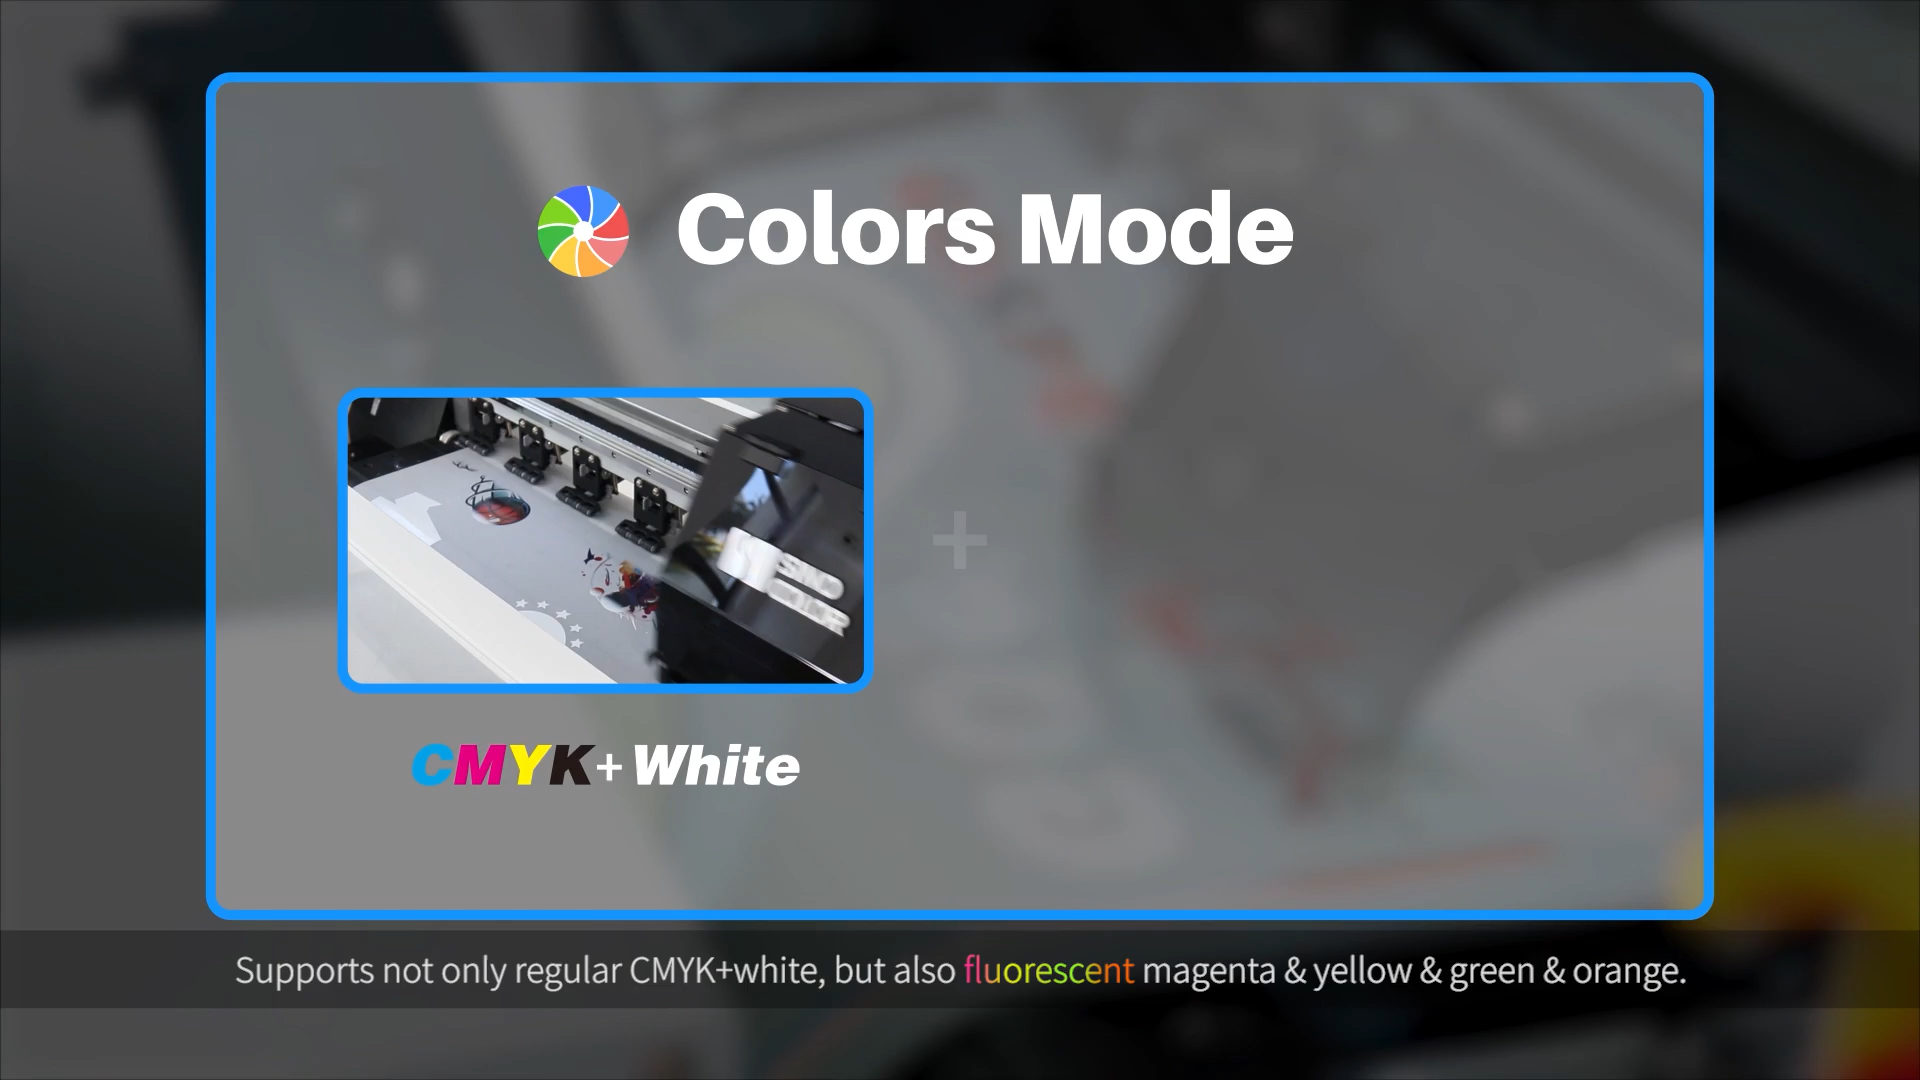 Colors Mode
+
CMYK+White
Supports not only regular CMYK+white, but also fluorescent magenta & yellow & green & orange.